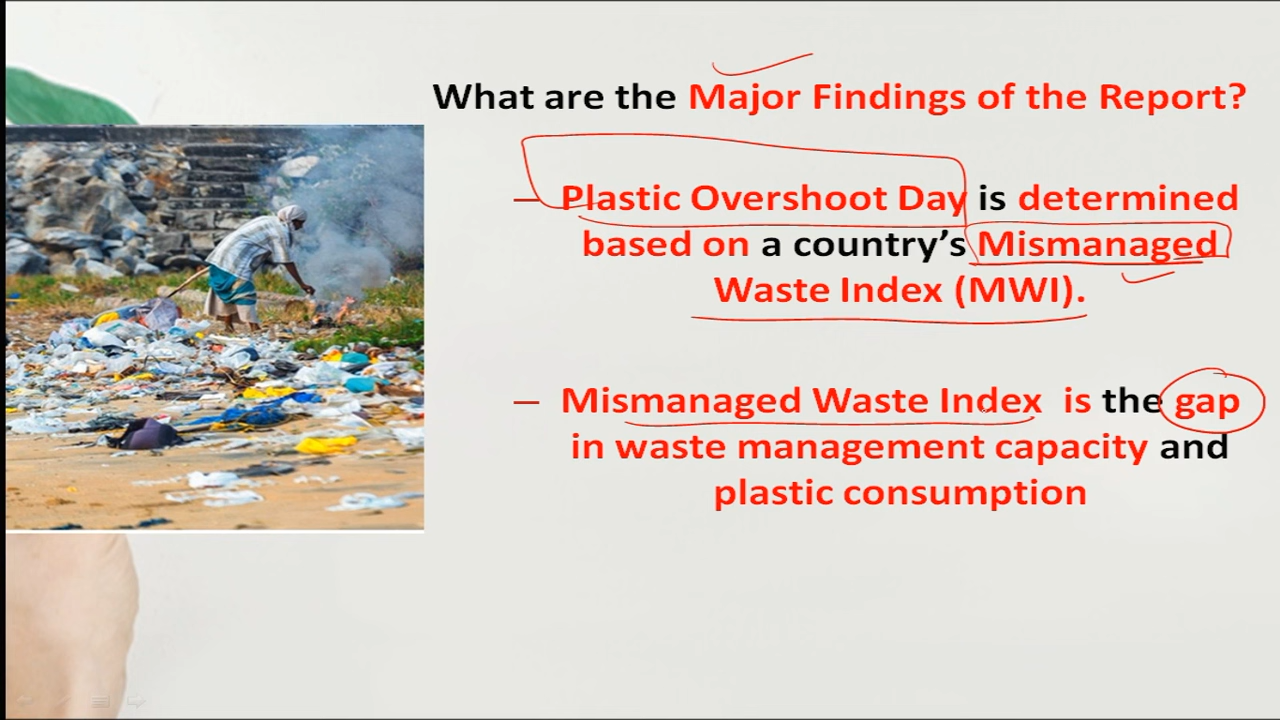 What are the Major Findings of the Report?
– Plastic Overshoot Day is determined
based on a country’s Mismanaged
Waste Index (MWI).
– Mismanaged Waste Index is the gap
in waste management capacity and
plastic consumption